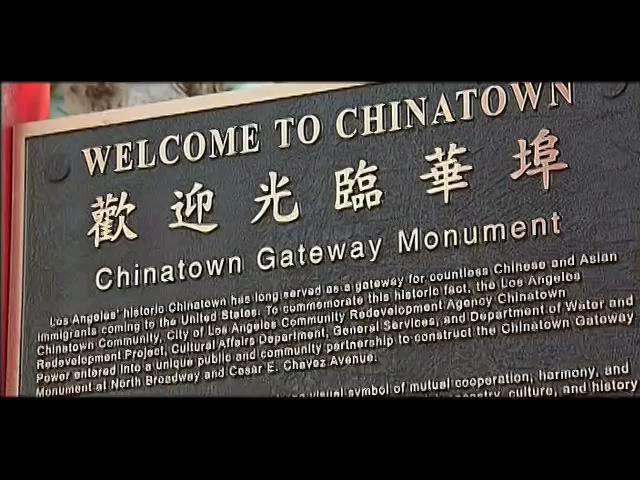 WELCOME TO CHINATOWN
歡迎光臨華埠
Chinatown Gateway Monument
Los Angeles' historic Chinatown has long served as a gateway for countless Chinese and Asian
immigrants coming to the United States. To commemorate this historic fact, the Los Angeles
Chinatown Community, City of Los Angeles Community Redevelopment Agency Chinatown
Redevelopment Project, Cultural Affairs Department, General Services, and Department of Water and
Power entered into a unique public and community partnership to construct the Chinatown Gateway
Monument at North Broadway and Cesar E. Chavez Avenue.
visual symbol of mutual cooperation, harmony, and
culture, and history